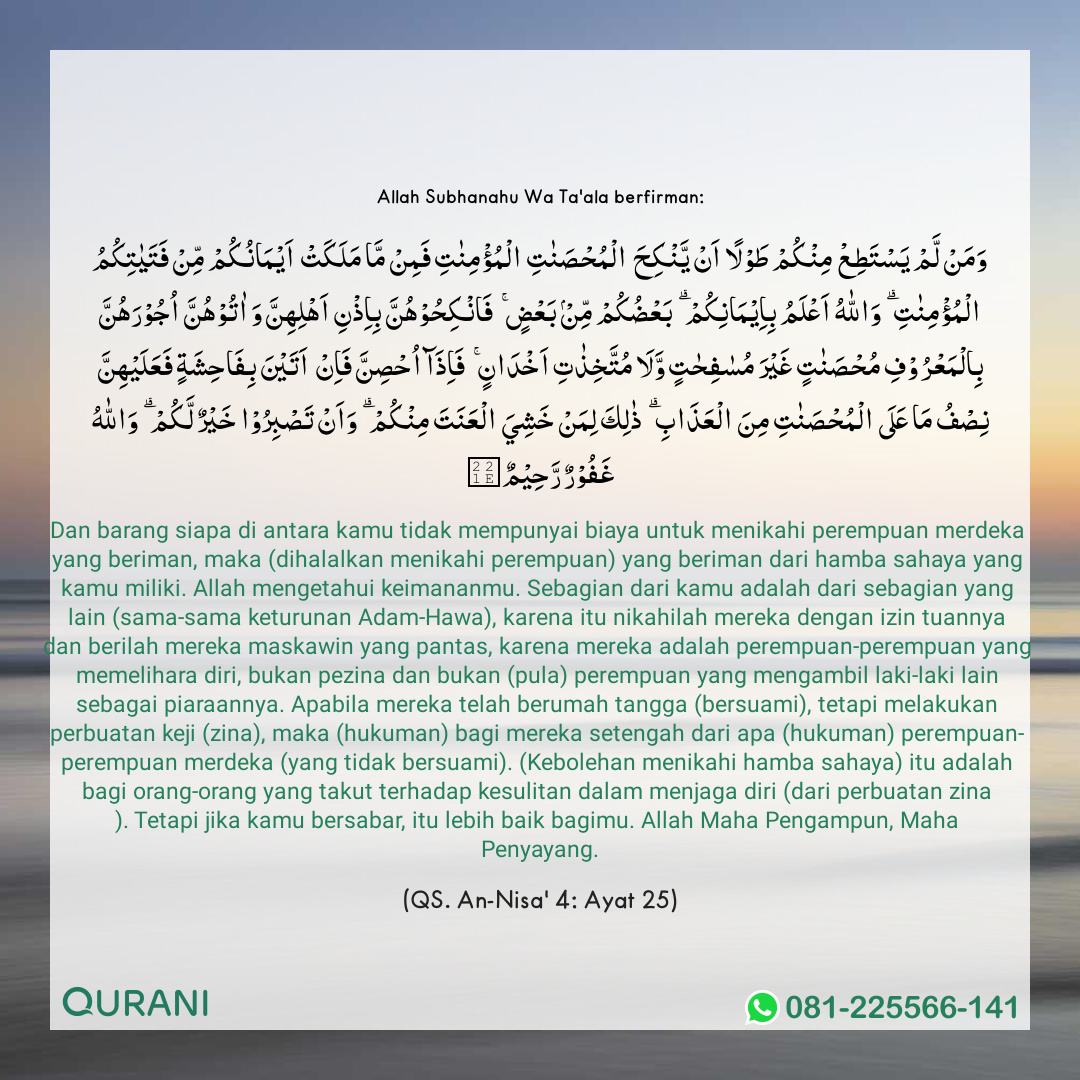 Allah Subhanahu Wa Ta'ala berfirman:
وَمَنْ لَّمْ يَسْتَطِعْ مِنْكُمْ طَوْلًا اَنْ يَّنْكِحَ الْمُحْصَنٰتِ الْمُؤْمِنٰتِ فَمِنْ مَّا مَلَكَتْ اَيْمَانُكُمْ مِّنْ فَتَيٰتِكُمُ
الْمُؤْمِنٰتِۗ وَاللّٰهُ اَعْلَمُ بِاِيْمَانِكُمْۗ بَعْضُكُمْ مِّنْۢ بَعْضٍۚ فَانْكِحُوْهُنَّ بِاِذْنِ اَهْلِهِنَّ وَاٰتُوْهُنَّ اُجُوْرَهُنَّ
بِالْمَعْرُوْفِ مُحْصَنٰتٍ غَيْرَ مُسٰفِحٰتٍ وَّلَا مُتَّخِذٰتِ اَخْدَانٍۚ فَاِذَآ اُحْصِنَّ فَاِنْ اَتَيْنَ بِفَاحِشَةٍ فَعَلَيْهِنَّ
نِصْفُ مَا عَلَى الْمُحْصَنٰتِ مِنَ الْعَذَابِۗ ذٰلِكَ لِمَنْ خَشِيَ الْعَنَتَ مِنْكُمْۗ وَاَنْ تَصْبِرُوْا خَيْرٌ لَّكُمْۗ وَاللّٰهُ
غَفُوْرٌ رَّحِيْمٌ
Dan barang siapa di antara kamu tidak mempunyai biaya untuk menikahi perempuan merdeka
yang beriman, maka (dihalalkan menikahi perempuan) yang beriman dari hamba sahaya yang
kamu miliki. Allah mengetahui keimananmu. Sebagian dari kamu adalah dari sebagian yang
lain (sama-sama keturunan Adam-Hawa), karena itu nikahilah mereka dengan izin tuannya
dan berilah mereka maskawin yang pantas, karena mereka adalah perempuan-perempuan yang
memelihara diri, bukan pezina dan bukan (pula) perempuan yang mengambil laki-laki lain
sebagai piaraannya. Apabila mereka telah berumah tangga (bersuami), tetapi melakukan
perbuatan keji (zina), maka (hukuman) bagi mereka setengah dari apa (hukuman) perempuan-
perempuan merdeka (yang tidak bersuami). (Kebolehan menikahi hamba sahaya) itu adalah
bagi orang-orang yang takut terhadap kesulitan dalam menjaga diri (dari perbuatan zina
). Tetapi jika kamu bersabar, itu lebih baik bagimu. Allah Maha Pengampun, Maha
Penyayang.
(QS. An-Nisa' 4: Ayat 25)
QURANI
081-225566-141